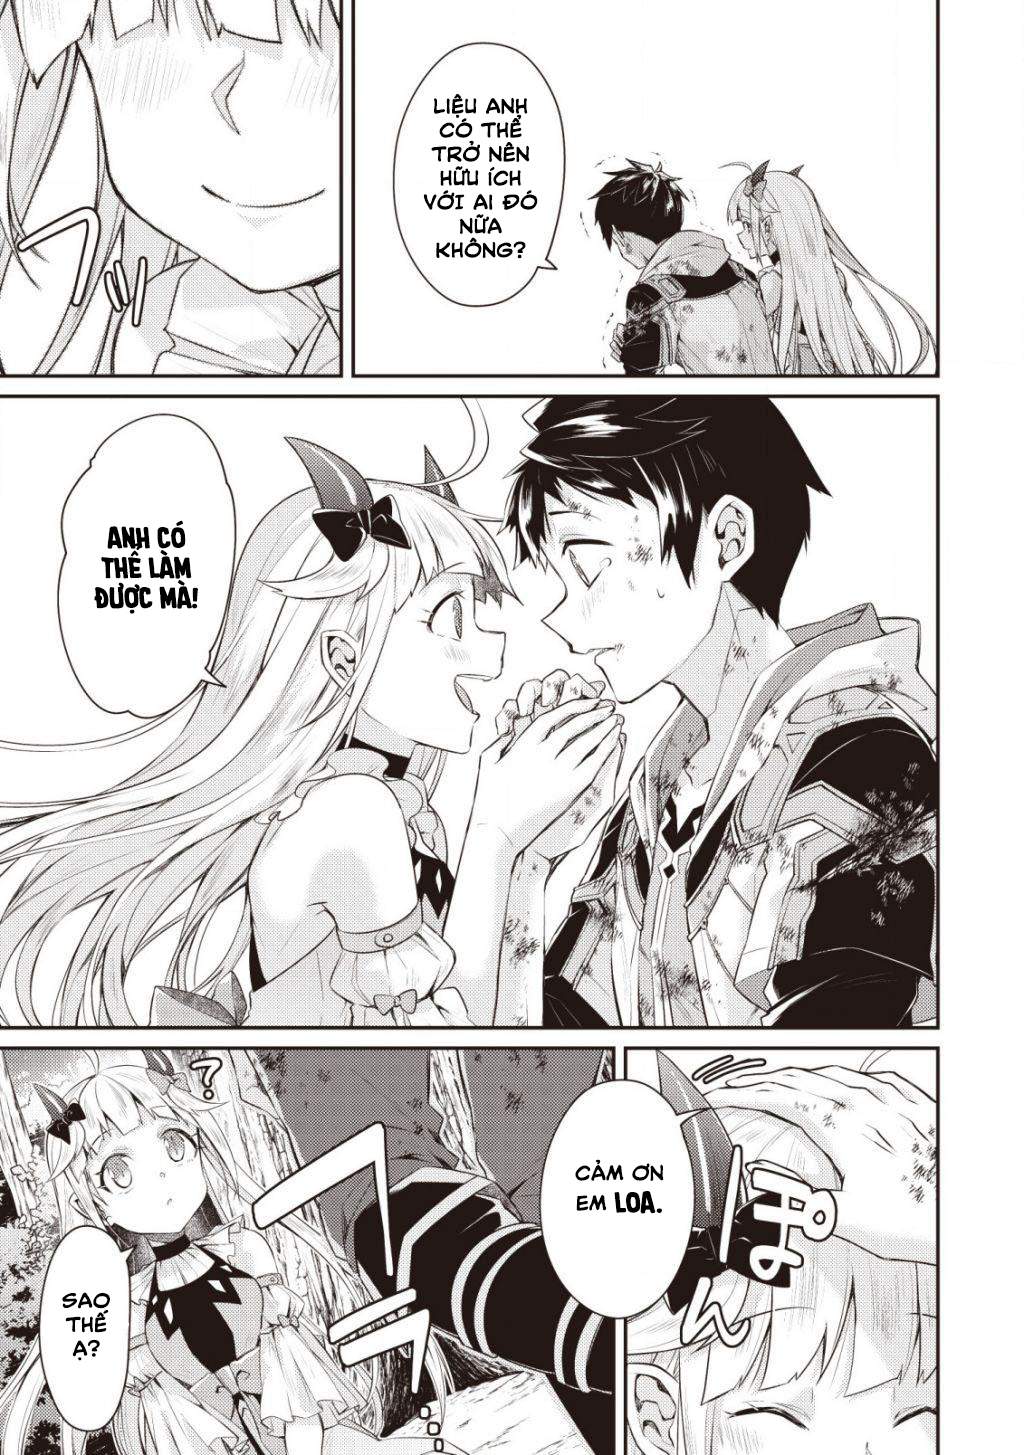 LIỆU ANH
CÓ THỂ
TRỞ NÊN
HỮU ÍCH
VỚI AI ĐÓ
NỮA
KHÔNG?
ANH CÓ
THỂ LÀM
ĐƯỢC MÀ!
CẢM ƠN
EM LOA.
ぽん
?
SAO
THẾ
Ạ?